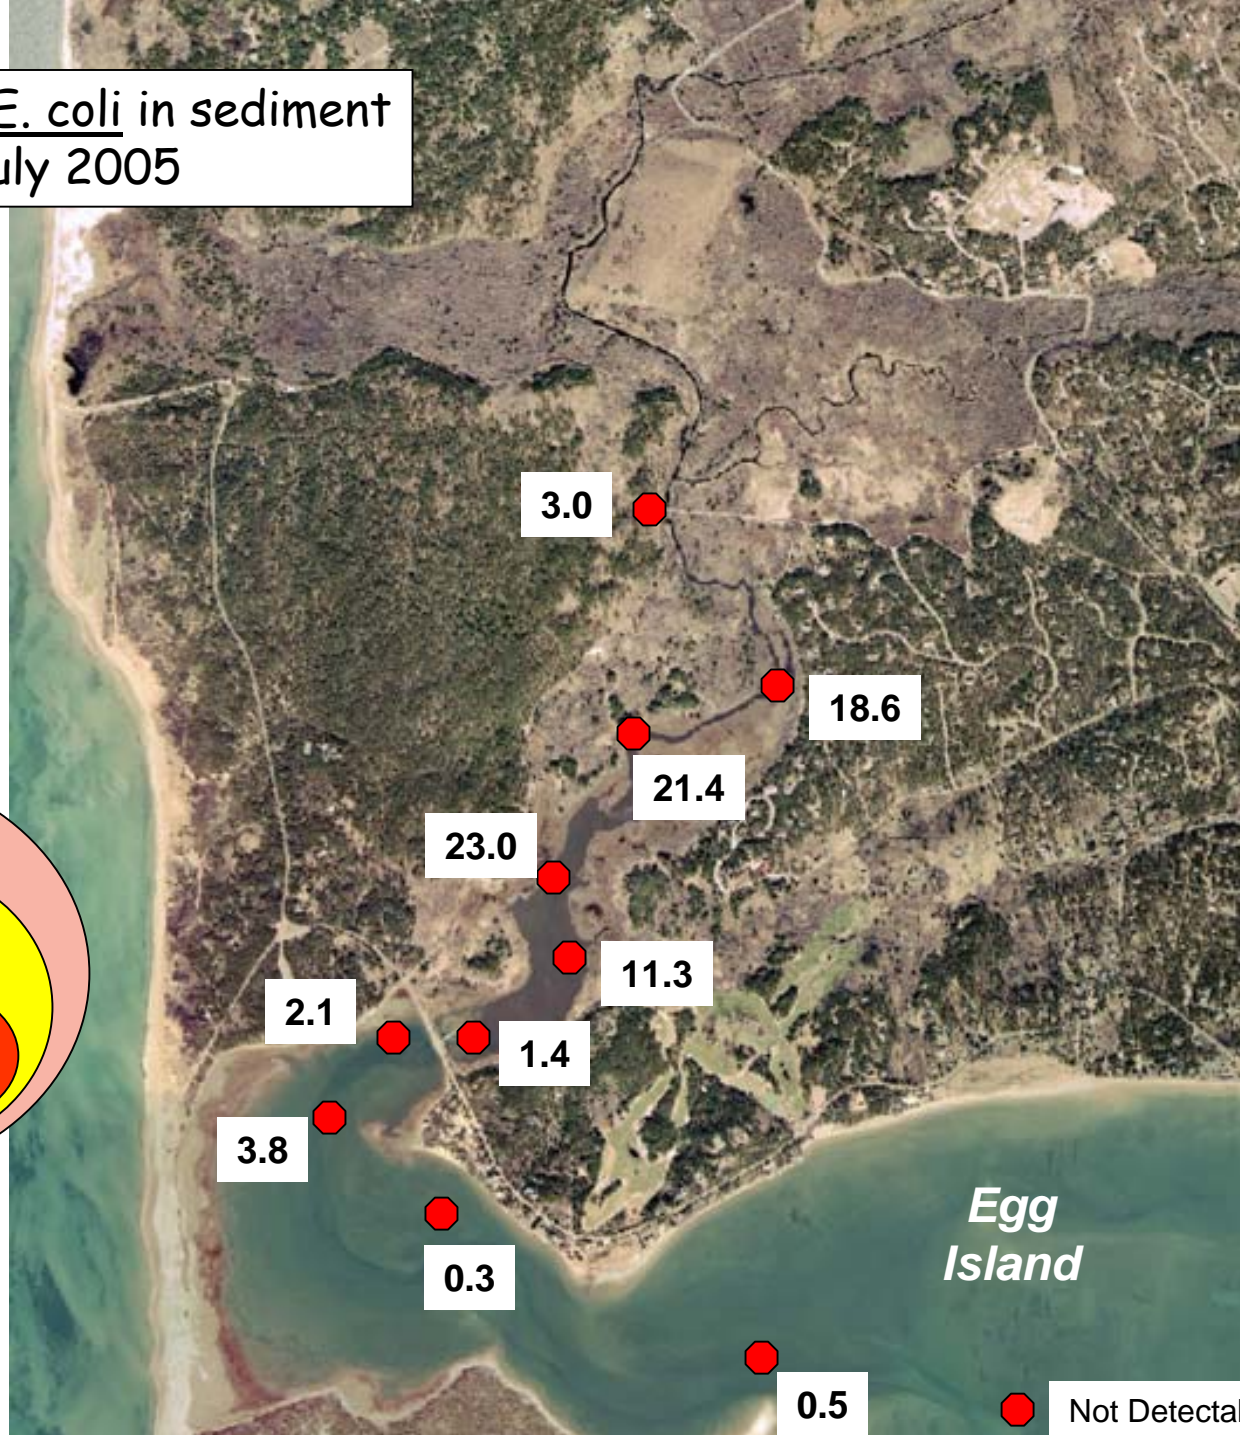 E. coli in sediment
uly 2005
3.0
18.6
21.4
23.0
11.3
2.1
1.4
3.8
0.3
Egg
Island
0.5
Not Detectal